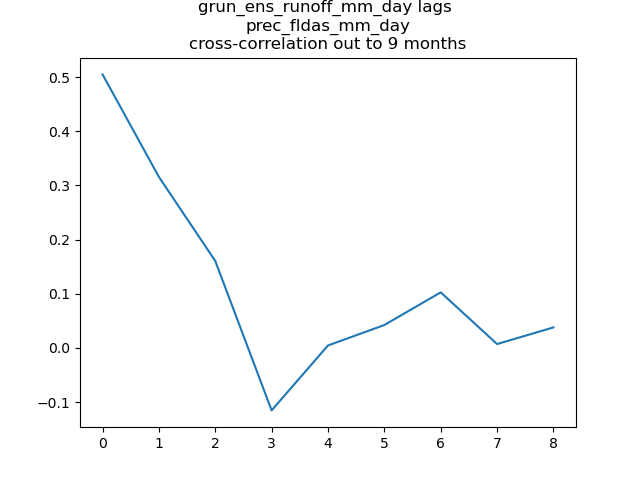 grun_ens_runoff_mm_day lags
prec_fldas_mm_day
cross-correlation out to 9 months
0.5
0.4
0.3
0.2
0.1
0.0
−0.1
0 1 2 3 4 5 6 7 8